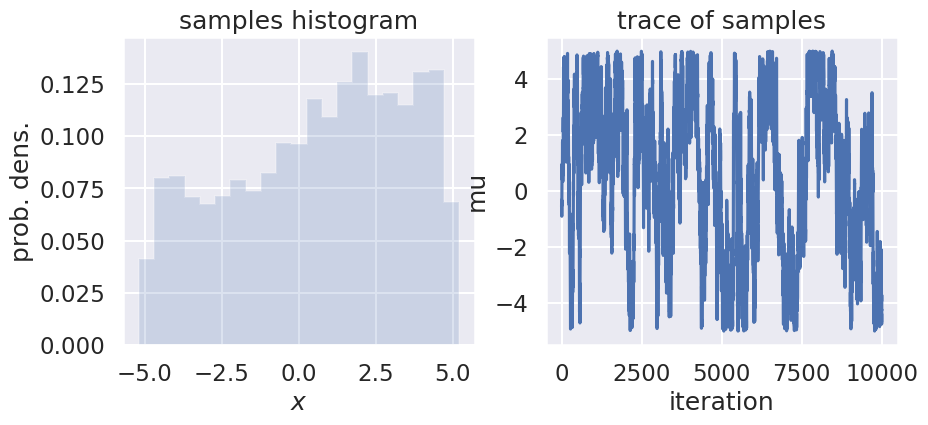 samples histogram
prob. dens.
0.125
0.100
0.075
0.050
0.025
0.000
−5.0 −2.5 0.0 2.5 5.0
x
trace of samples
mu
4
2
0
−2
−4
0 2500 5000 7500 10000
iteration